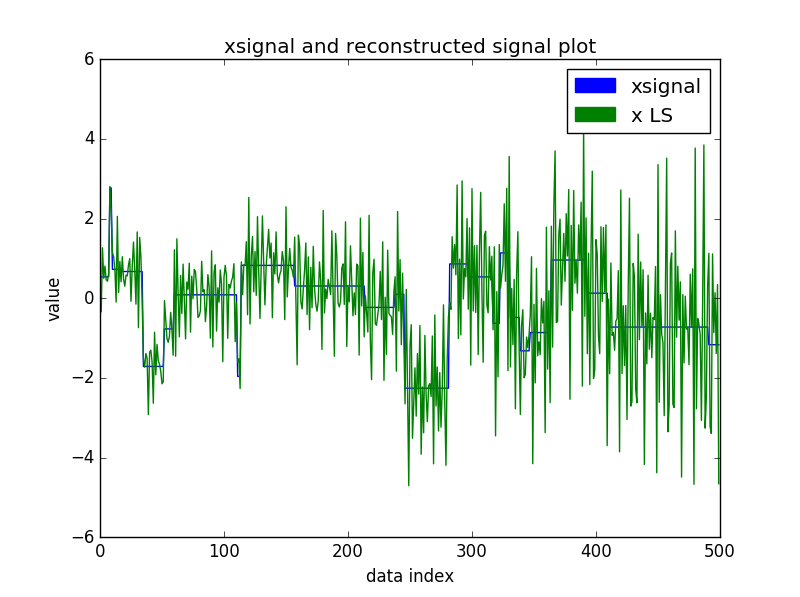 xsignal and reconstructed signal plot
xsignal
x LS
6
4
2
0
−2
−4
−6
value
0 100 200 300 400 500
data index